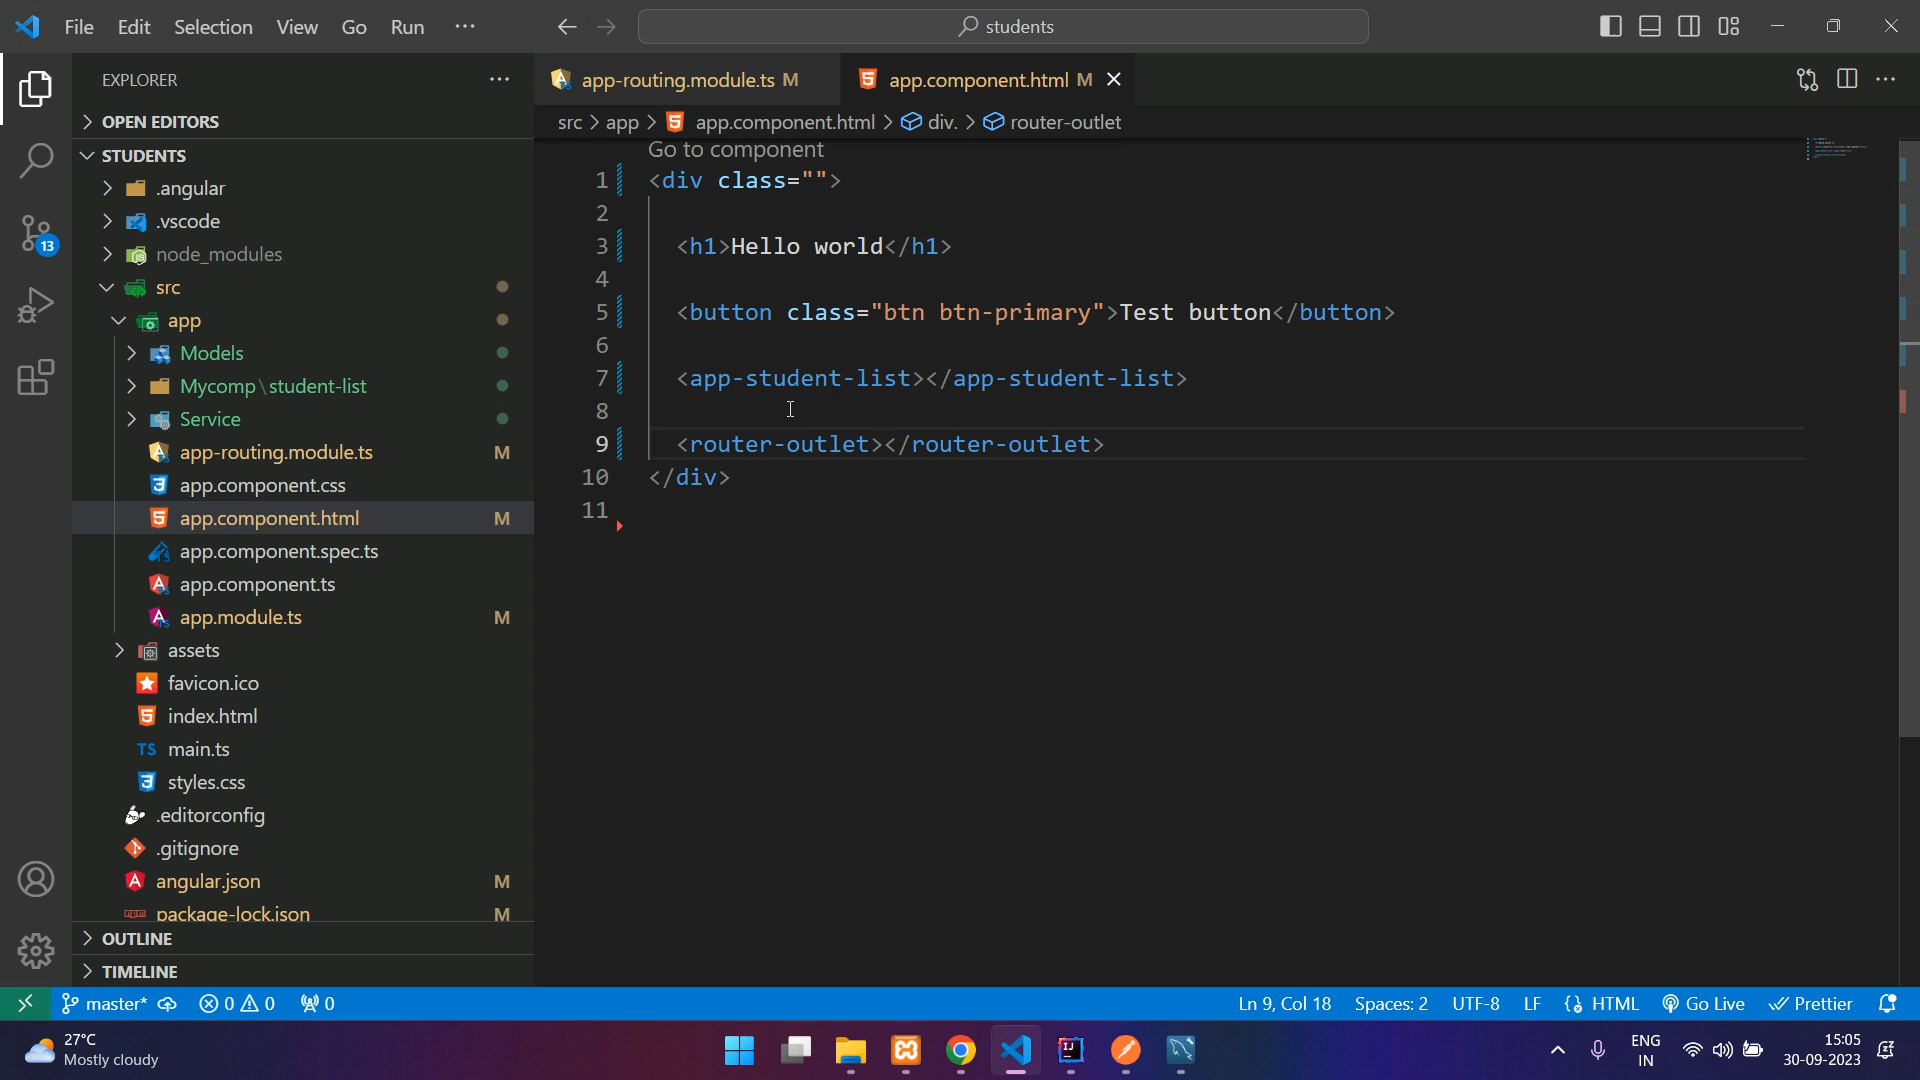 File Edit Selection View Go Run ··· students
EXPLORER ···
OPEN EDITORS
STUDENTS
.angular
.vscode
node_modules
src
app
Models
Mycomp\student-list
Service
app-routing.module.ts M
app.component.css
app.component.html M
app.component.spec.ts
app.component.ts
app.module.ts M
assets
favicon.ico
index.html
TS main.ts
styles.css
.editorconfig
.gitignore
angular.json M
package-lock.json M
OUTLINE
TIMELINE
13
app-routing.module.ts M app.component.html M
src > app > app.component.html > div. > router-outlet
Go to component
1 <div class="">
2
3 <h1>Hello world</h1>
4
5 <button class="btn btn-primary">Test button</button>
6
7 <app-student-list></app-student-list>
8
9 <router-outlet></router-outlet>
10 </div>
11
master* 0 0 0 Ln 9, Col 18 Spaces: 2 UTF-8 LF {} HTML Go Live Prettier
27°C
Mostly cloudy
IJ
ENG
IN
15:05
30-09-2023